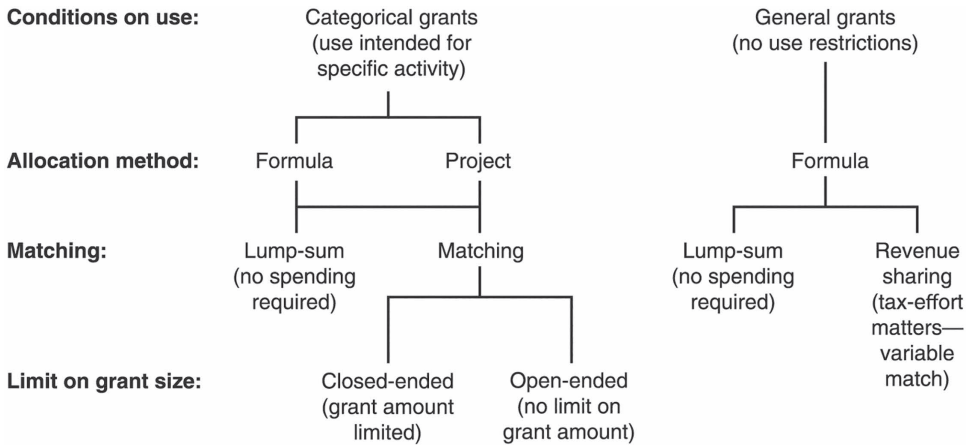 Conditions on use:
Categorical grants
(use intended for
specific activity)
General grants
(no use restrictions)
Allocation method:
Formula
Project
Formula
Matching:
Lump-sum
(no spending
required)
Matching
Lump-sum
(no spending
required)
Revenue
sharing
(tax-effort
matters—
variable
match)
Limit on grant size:
Closed-ended
(grant amount
limited)
Open-ended
(no limit on
grant amount)